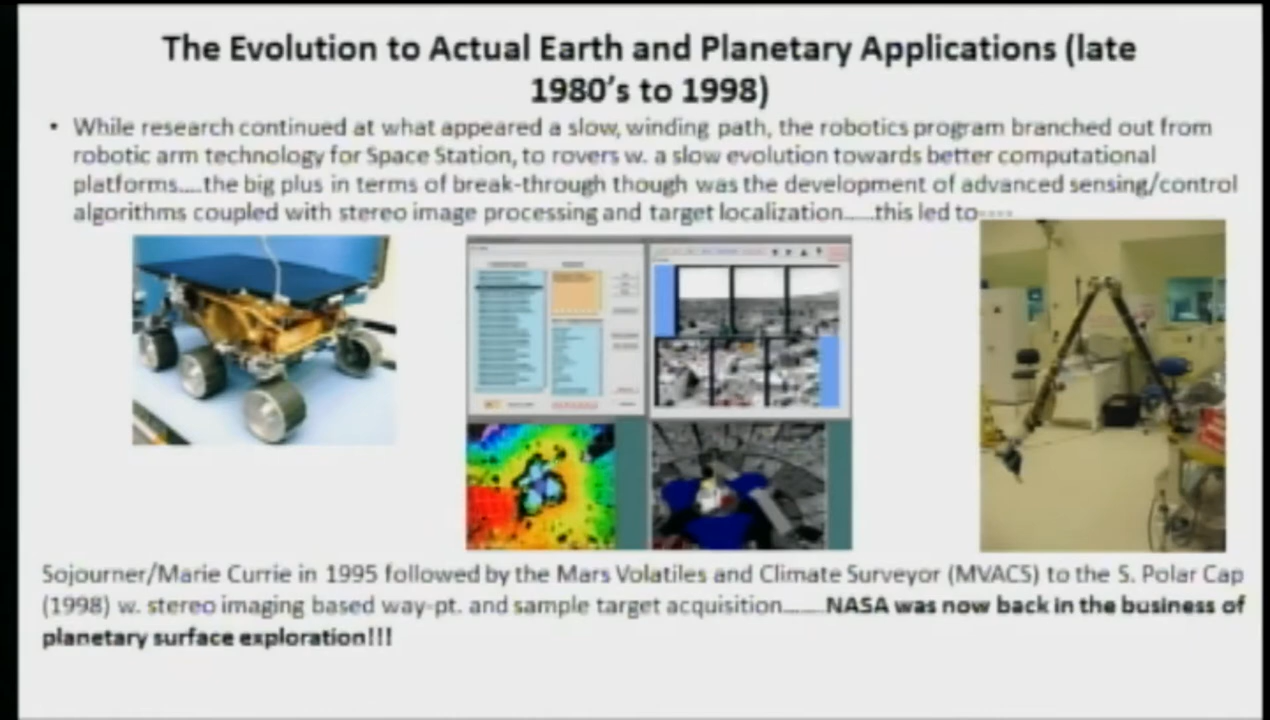 The Evolution to Actual Earth and Planetary Applications (late
1980's to 1998)
• While research continued at what appeared a slow, winding path, the robotics program branched out from
robotic arm technology for Space Station, to rovers w. a slow evolution towards better computational
platforms....the big plus in terms of break-through though was the development of advanced sensing/control
algorithms coupled with stereo image processing and target localization.....this led to----
Sojourner/Marie Currie in 1995 followed by the Mars Volatiles and Climate Surveyor (MVACS) to the S. Polar Cap
(1998) w. stereo imaging based way-pt. and sample target acquisition.......NASA was now back in the business of
planetary surface exploration!!!